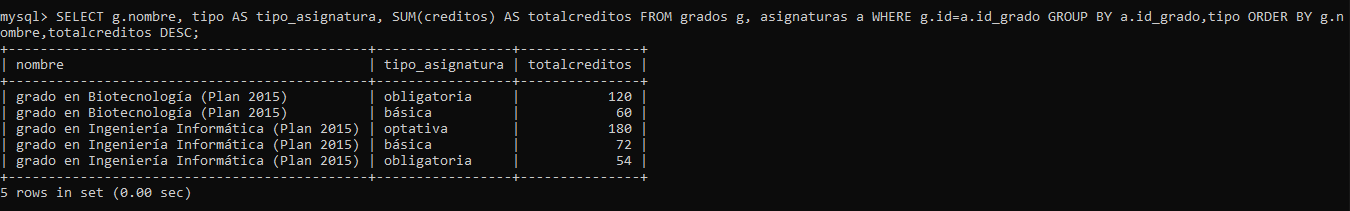 mysql> SELECT g.nombre, tipo AS tipo_asignatura, SUM(creditos) AS totalcreditos FROM grados g, asignaturas a WHERE g.id=a.id_grado GROUP BY a.id_grado,tipo ORDER BY g.n
ombre,totalcreditos DESC;
+---------------------------------------------+-----------------+---------------+
| nombre                                      | tipo_asignatura | totalcreditos |
+---------------------------------------------+-----------------+---------------+
| grado en Biotecnología (Plan 2015)          | obligatoria     |           120 |
| grado en Biotecnología (Plan 2015)          | básica          |            60 |
| grado en Ingeniería Informática (Plan 2015) | optativa        |           180 |
| grado en Ingeniería Informática (Plan 2015) | básica          |            72 |
| grado en Ingeniería Informática (Plan 2015) | obligatoria     |            54 |
+---------------------------------------------+-----------------+---------------+
5 rows in set (0.00 sec)